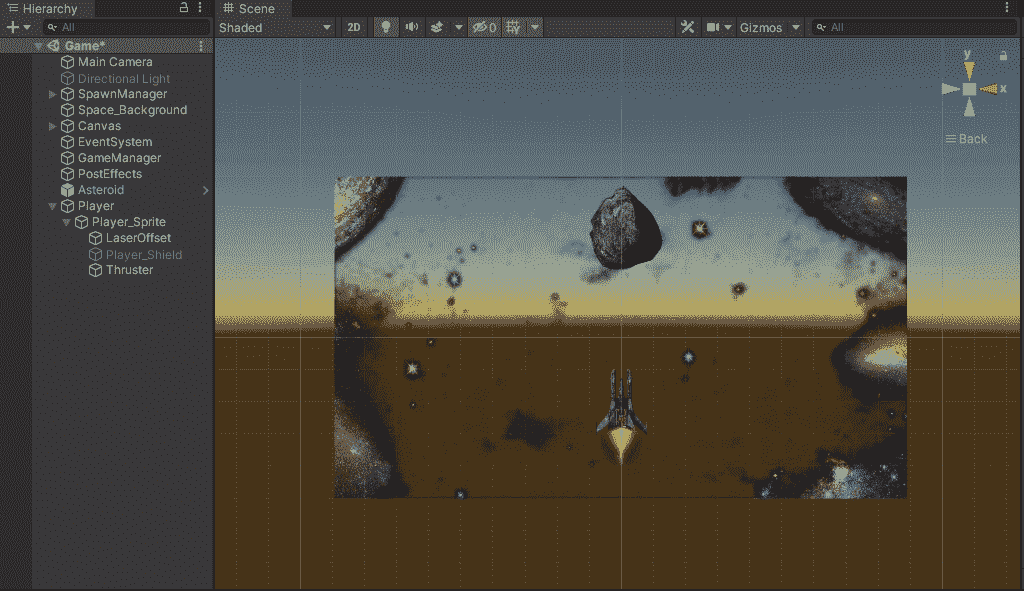 Hierarchy
All
Game*
Main Camera
Directional Light
SpawnManager
Space_Background
Canvas
EventSystem
GameManager
PostEffects
Asteroid
Player
Player_Sprite
LaserOffset
Player_Shield
Thruster
Scene
Shaded 2D 0 Gizmos All
y
x
Back